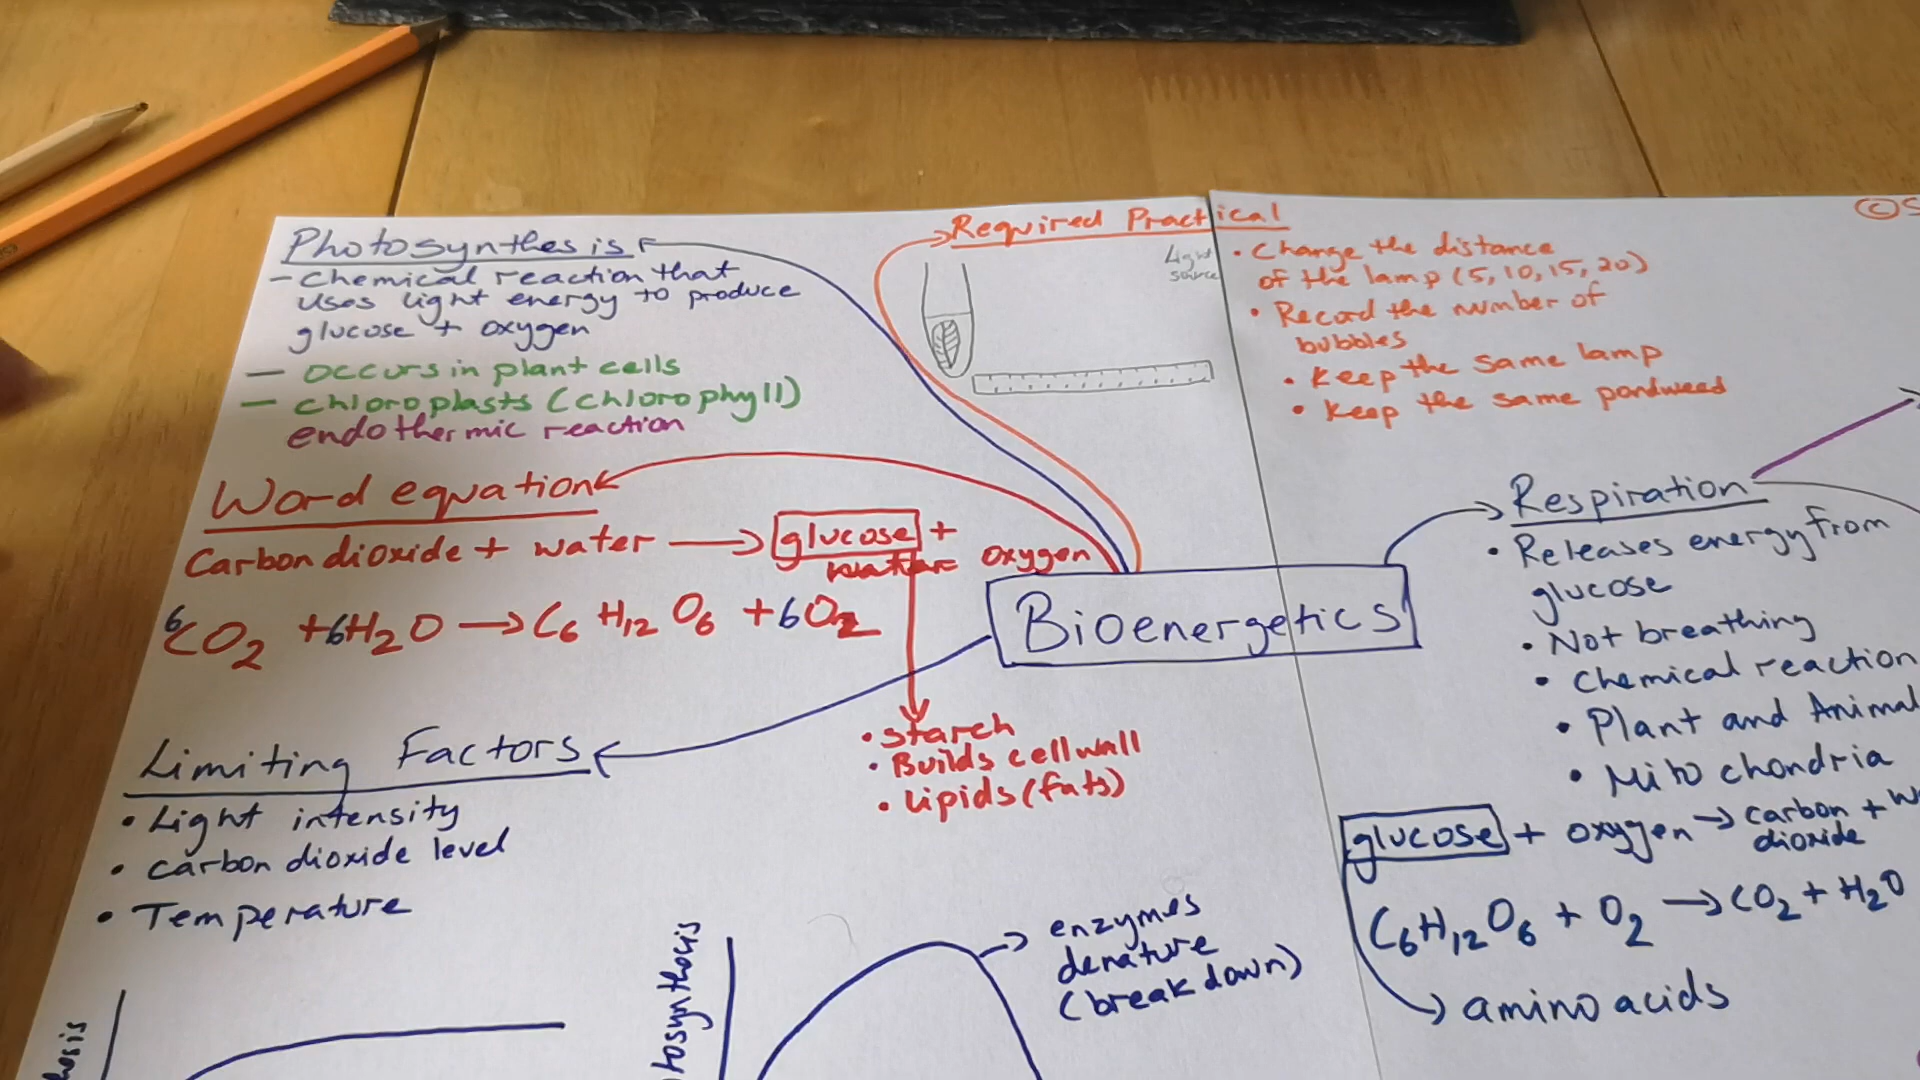 Photosynthesis
- Chemical reaction that
uses light energy to produce
glucose + oxygen
- occurs in plant cells
- chloroplasts (chlorophyll)
endothermic reaction
Required Practical
Light
source
• Change the distance
of the lamp (5, 10, 15, 20)
• Record the number of
bubbles
• Keep the same lamp
• Keep the same pondweed
©
Word equation
Carbon dioxide + water → glucose +
water oxygen
6CO2 + 6H2O → C6H12O6 + 6O2
• starch
• Builds cell wall
• Lipids (fats)
Bioenergetics
Limiting Factors
• Light intensity
• carbon dioxide level
• Temperature
enzymes
denature
(break down)
Respiration
• Releases energy from
glucose
• Not breathing
• Chemical reaction
• Plant and Animal
• Mitochondria
glucose + oxygen → carbon +
dioxide
C6H12O6 + O2 → CO2 + H2O
amino acids